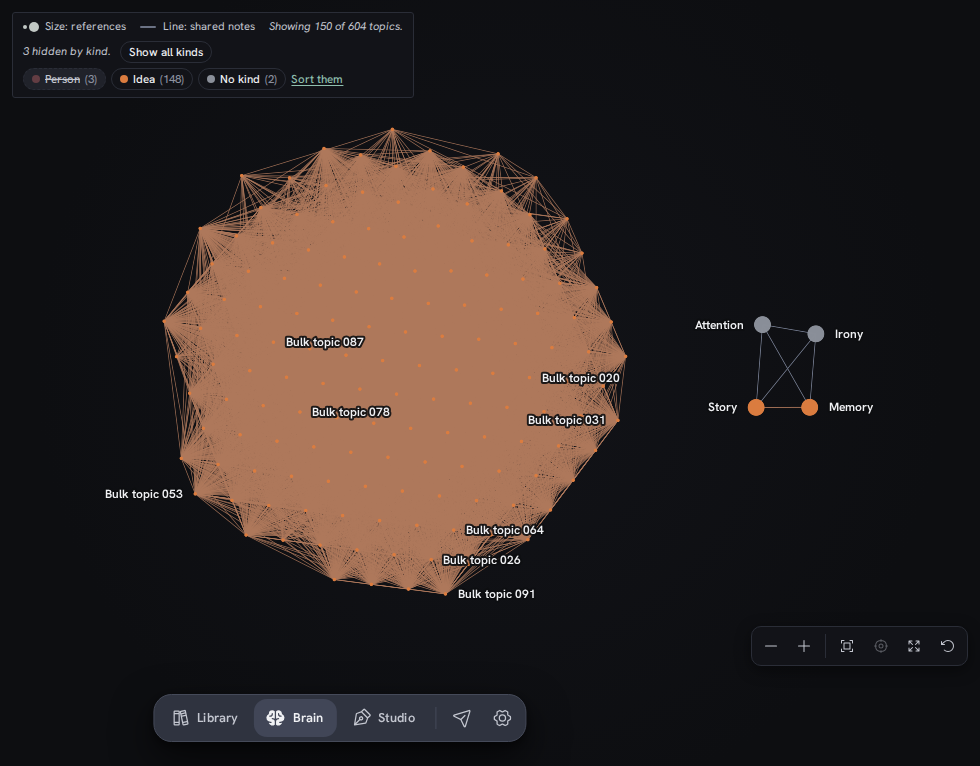 Size: references Line: shared notes Showing 150 of 604 topics.
3 hidden by kind. Show all kinds
Person (3) Idea (148) No kind (2) Sort them
Attention
Irony
Bulk topic 087
Bulk topic 020
Story
Memory
Bulk topic 078
Bulk topic 031
Bulk topic 053
Bulk topic 064
Bulk topic 026
Bulk topic 091
Library Brain Studio